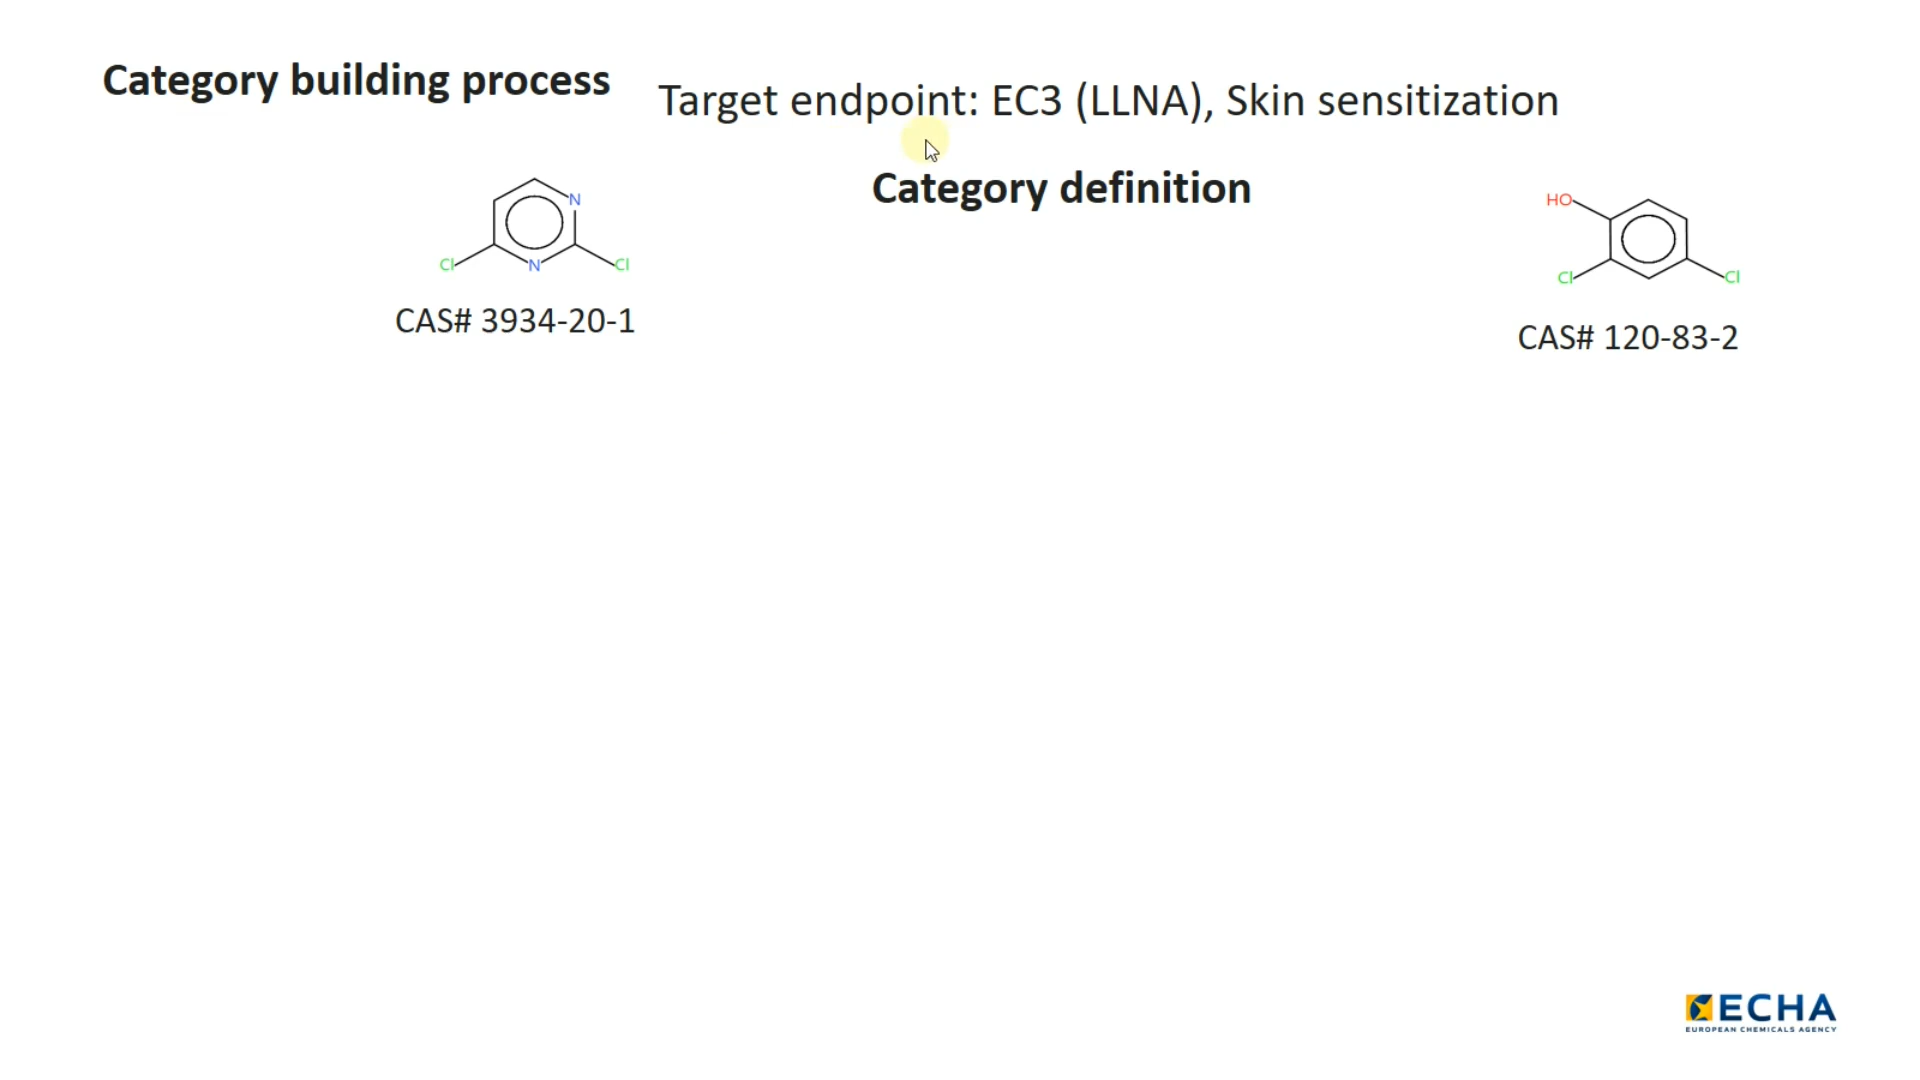 Category building process
Target endpoint: EC3 (LLNA), Skin sensitization
Category definition
N
N
Cl
Cl
CAS# 3934-20-1
HO
Cl
Cl
CAS# 120-83-2
ECHA
EUROPEAN CHEMICALS AGENCY